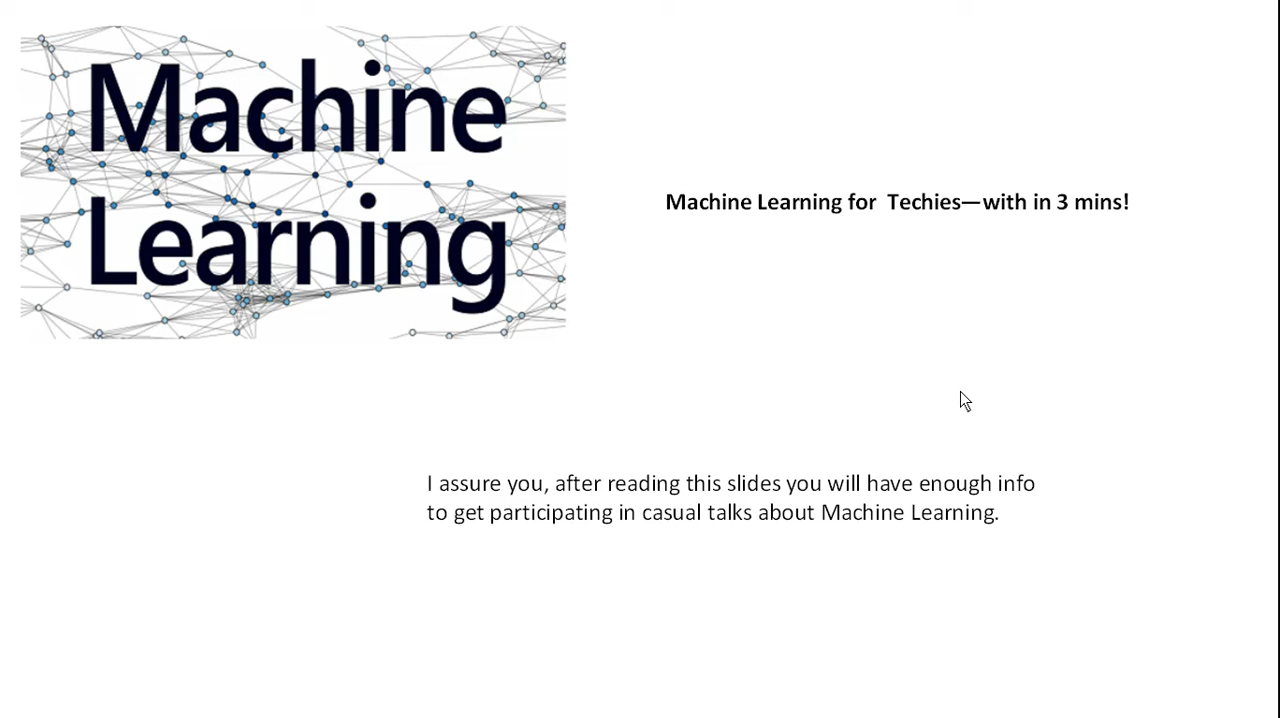 Machine
Learning
Machine Learning for  Techies—with in 3 mins!
I assure you, after reading this slides you will have enough info
to get participating in casual talks about Machine Learning.